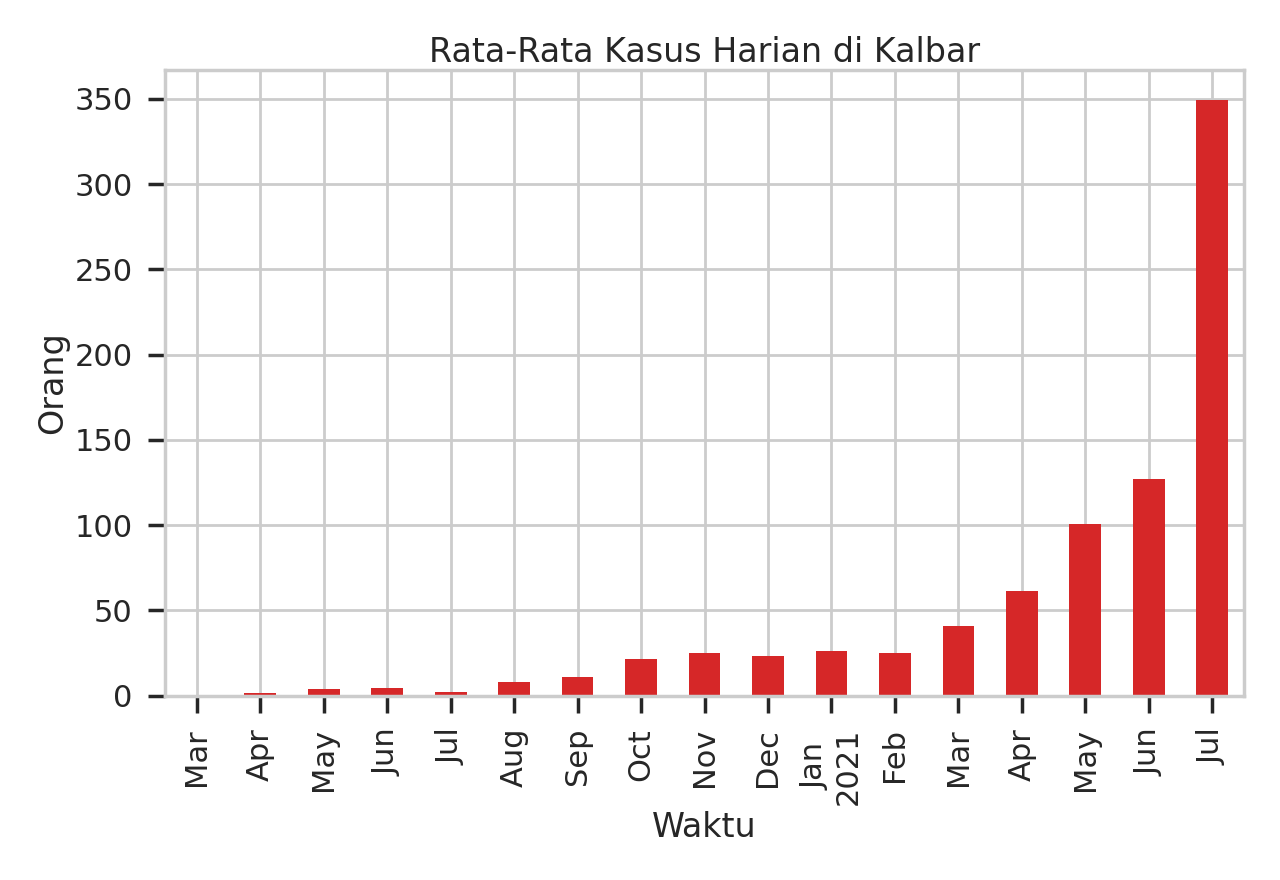 Rata-Rata Kasus Harian di Kalbar
350
300
250
200
150
100
50
0
Orang
Mar
Apr
May
Jun
Jul
Aug
Sep
Oct
Nov
Dec
Jan
2021
Feb
Mar
Apr
May
Jun
Jul
Waktu